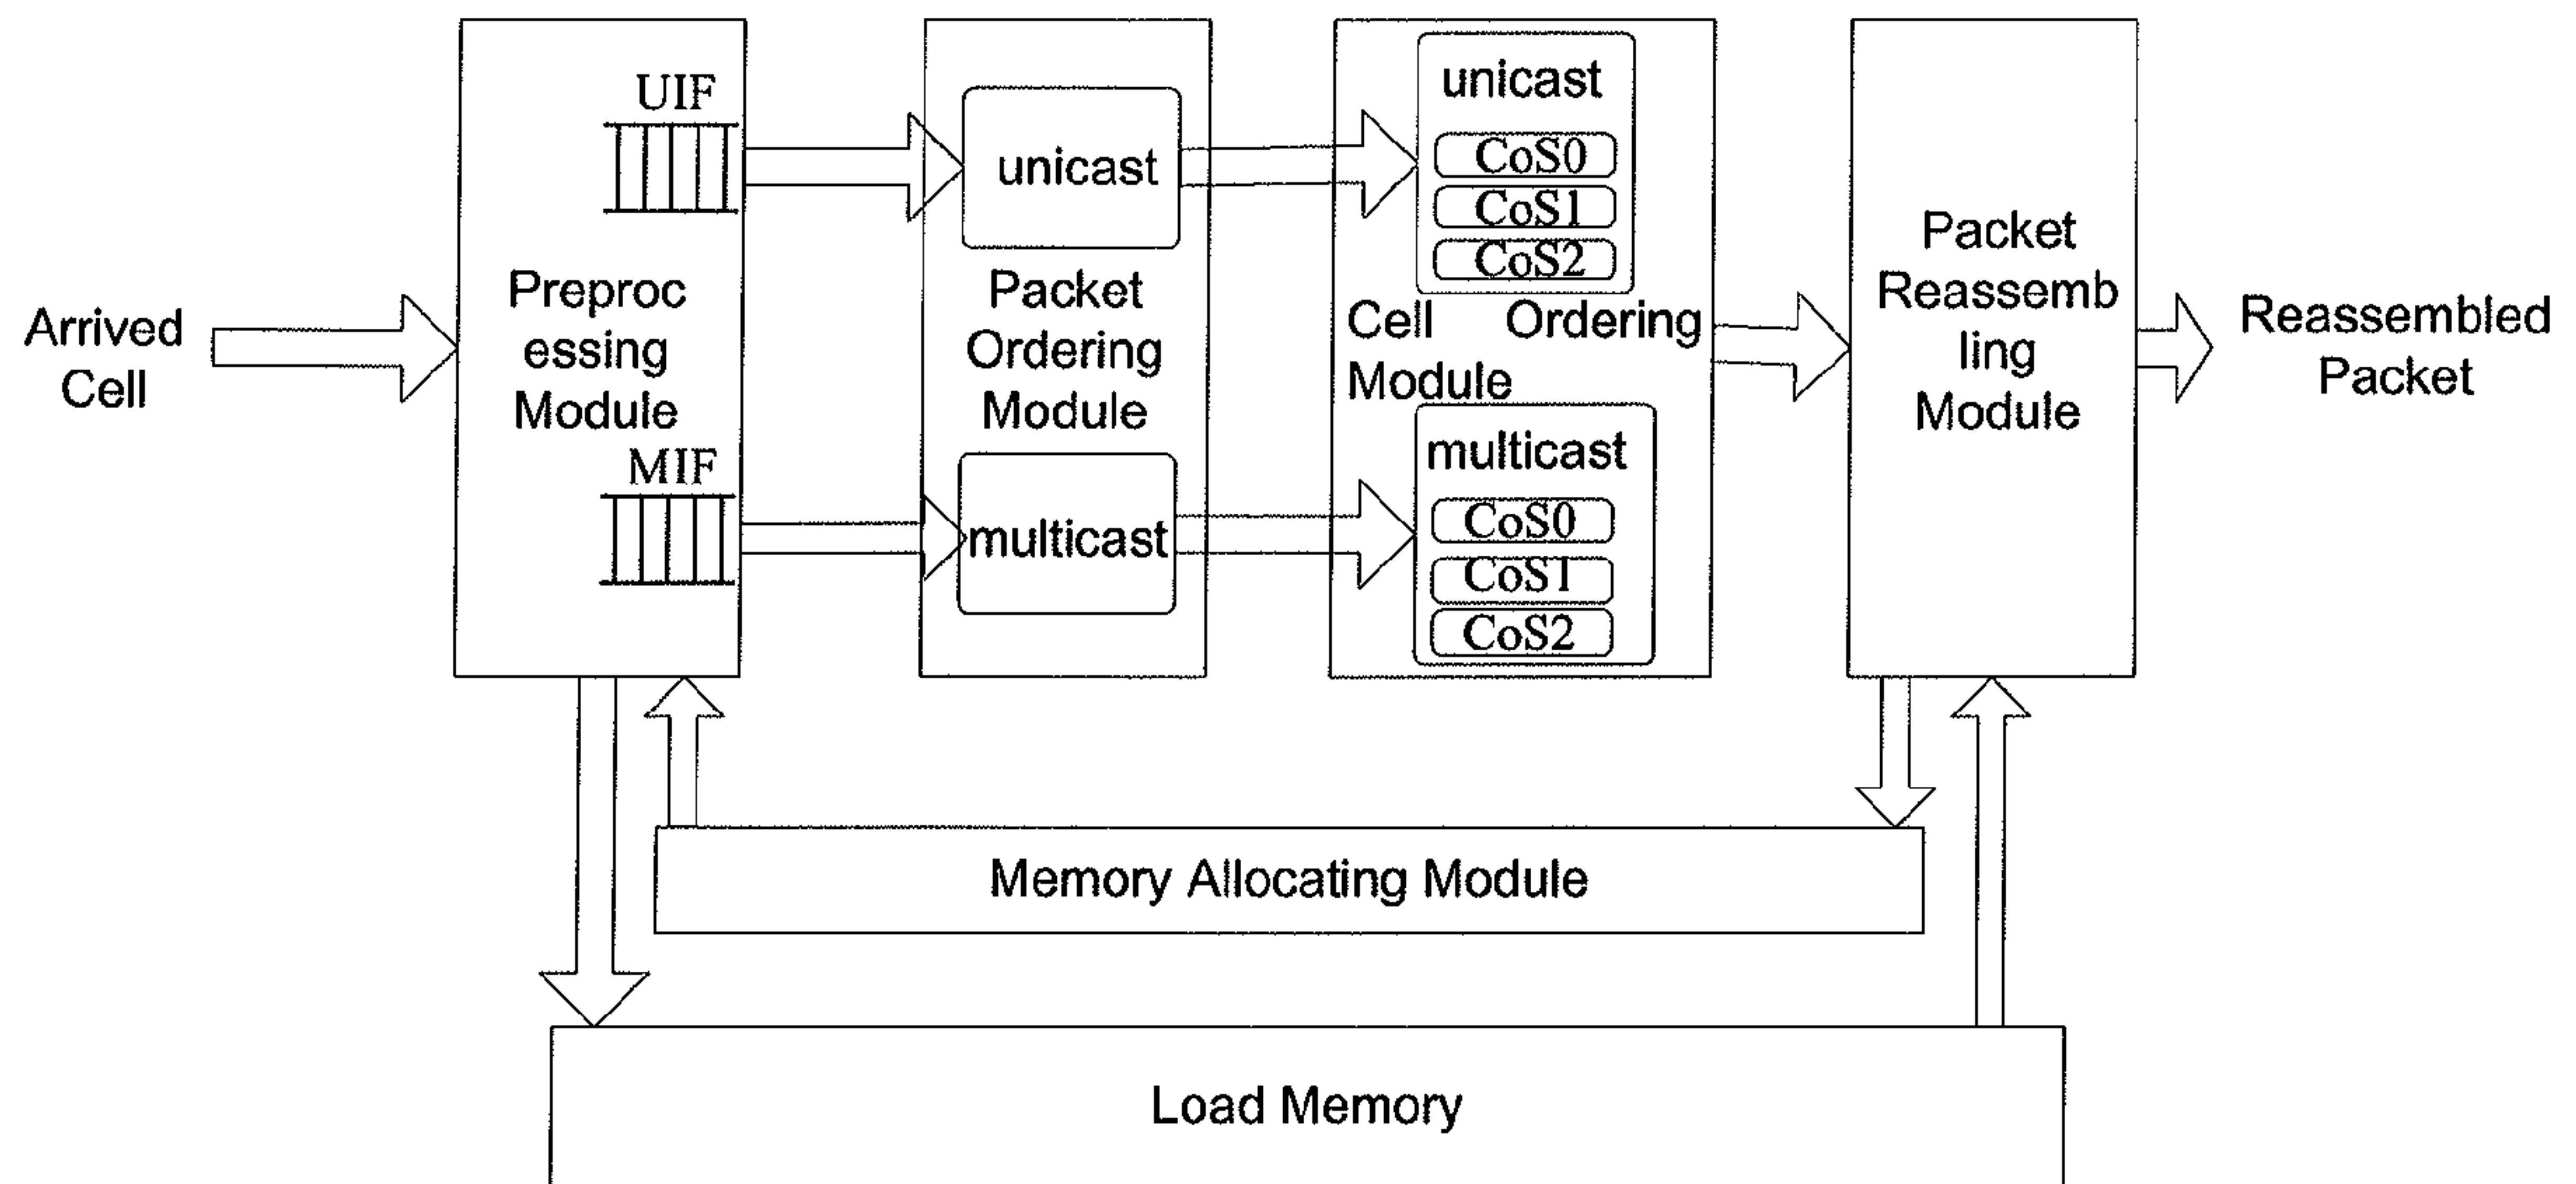 Arrived
Cell
UIF
Preproc
essing
Module
MIF
unicast
Packet
Ordering
Module
multicast
unicast
CoS0
CoS1
CoS2
Cell Ordering
Module
multicast
CoS0
CoS1
CoS2
Packet
Reassemb
ling
Module
Reassembled
Packet
Memory Allocating Module
Load Memory